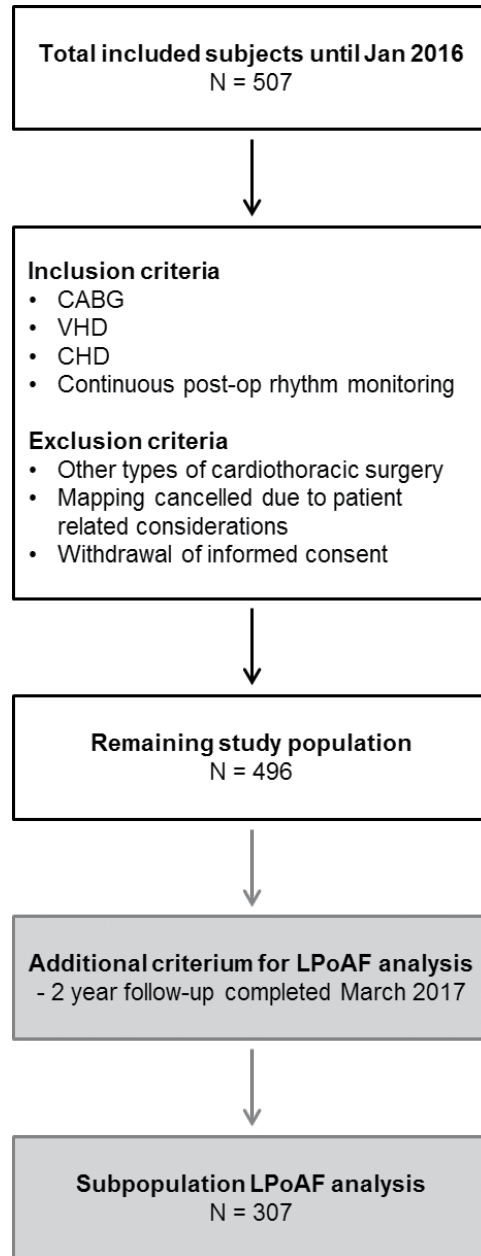 Total included subjects until Jan 2016
N = 507
Inclusion criteria
• CABG
• VHD
• CHD
• Continuous post-op rhythm monitoring
Exclusion criteria
• Other types of cardiothoracic surgery
• Mapping cancelled due to patient
related considerations
• Withdrawal of informed consent
Remaining study population
N = 496
Additional criterium for LPoAF analysis
- 2 year follow-up completed March 2017
Subpopulation LPoAF analysis
N = 307